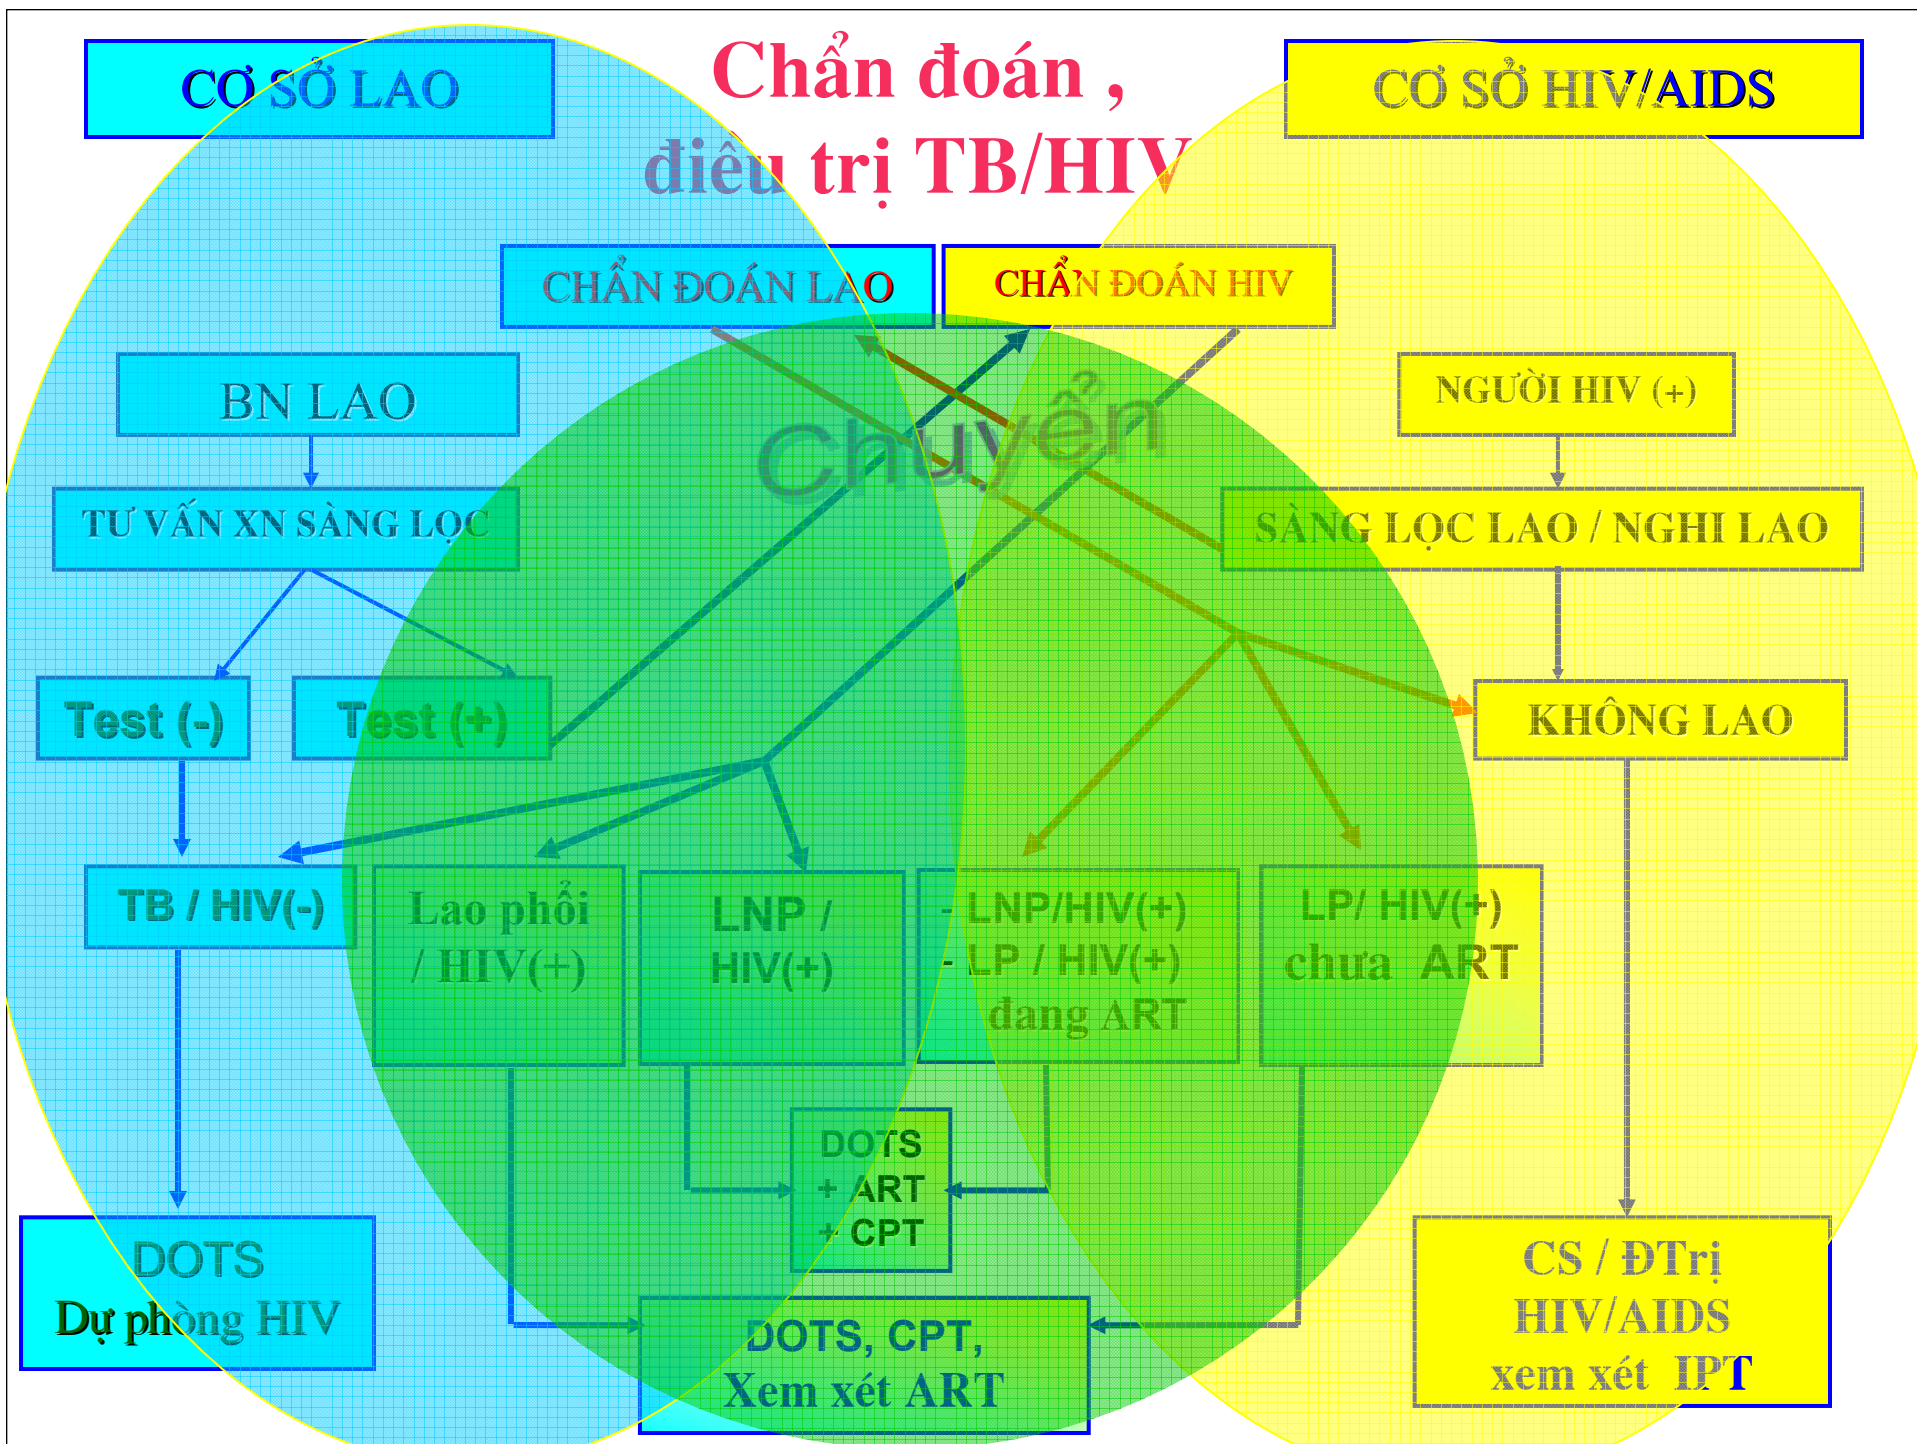 Chẩn đoán ,
điều trị TB/HIV
CƠ SỞ LAO
CƠ SỞ HIV/AIDS
CHẨN ĐOÁN LAO
CHẨN ĐOÁN HIV
Chuyển
BN LAO
NGƯỜI HIV (+)
TƯ VẤN XN SÀNG LỌC
SÀNG LỌC LAO / NGHI LAO
Test (-)
Test (+)
KHÔNG LAO
TB / HIV(-)
Lao phổi
/ HIV(+)
LNP /
HIV(+)
- LNP/HIV(+)
- LP / HIV(+)
đang ART
LP/ HIV(+)
chưa ART
DOTS
+ ART
+ CPT
DOTS
Dự phòng HIV
DOTS, CPT,
Xem xét ART
CS / ĐTrị
HIV/AIDS
xem xét IPT